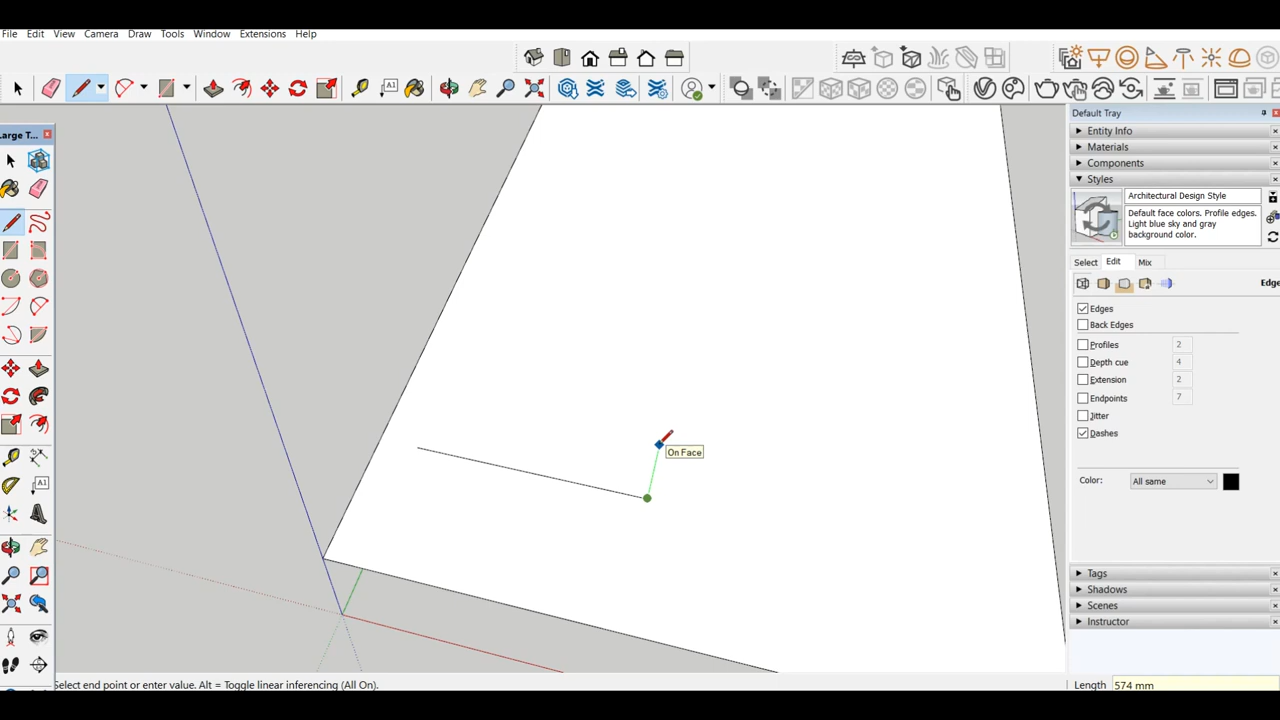 File Edit View Camera Draw Tools Window Extensions Help
A1
Large T...
A1
Default Tray
Entity Info
Materials
Components
Styles
Architectural Design Style
Default face colors. Profile edges.
Light blue sky and gray
background color.
Select Edit Mix
Edge
Edges
Back Edges
Profiles 2
Depth cue 4
Extension 2
Endpoints 7
Jitter
Dashes
Color: All same
On Face
Tags
Shadows
Scenes
Instructor
Select end point or enter value. Alt = Toggle linear inferencing (All On).
Length 574 mm